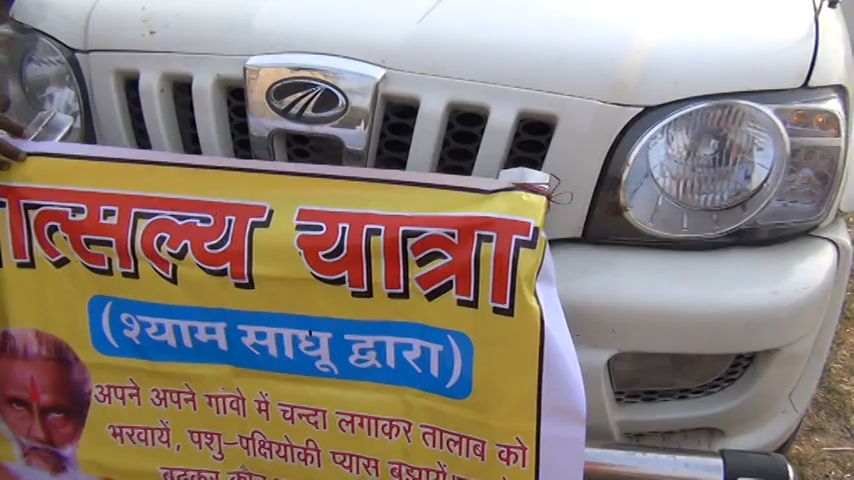 ात्सल्य यात्रा
(श्याम साधू द्वारा)
अपने अपने गांवो में चन्दा लगाकर तालाब को
भरवायें, पशु-पक्षियोकी प्यास बुझायें